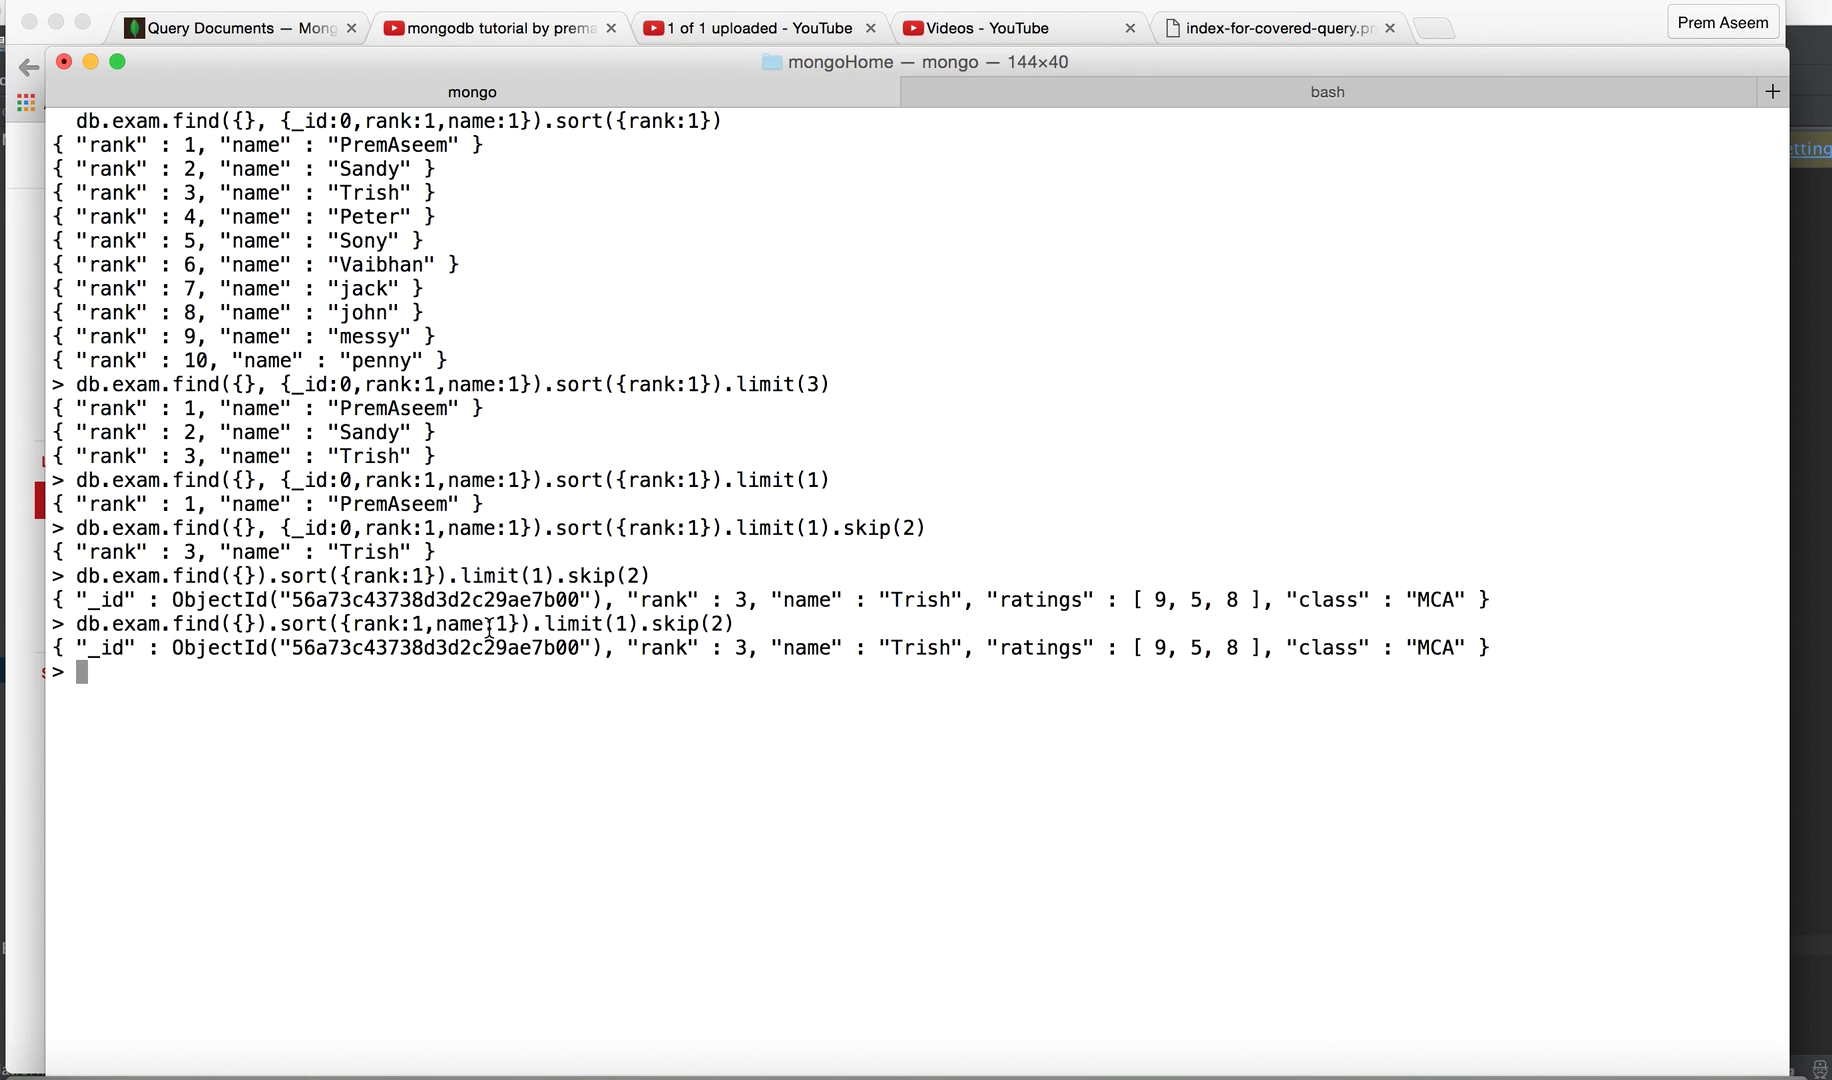 Query Documents — Mong
mongodb tutorial by prema
1 of 1 uploaded - YouTube
Videos - YouTube
index-for-covered-query.pn
Prem Aseem
mongoHome — mongo — 144×40
mongo
bash
db.exam.find({}, {_id:0,rank:1,name:1}).sort({rank:1})
{ "rank" : 1, "name" : "PremAseem" }
{ "rank" : 2, "name" : "Sandy" }
{ "rank" : 3, "name" : "Trish" }
{ "rank" : 4, "name" : "Peter" }
{ "rank" : 5, "name" : "Sony" }
{ "rank" : 6, "name" : "Vaibhan" }
{ "rank" : 7, "name" : "jack" }
{ "rank" : 8, "name" : "john" }
{ "rank" : 9, "name" : "messy" }
{ "rank" : 10, "name" : "penny" }
> db.exam.find({}, {_id:0,rank:1,name:1}).sort({rank:1}).limit(3)
{ "rank" : 1, "name" : "PremAseem" }
{ "rank" : 2, "name" : "Sandy" }
{ "rank" : 3, "name" : "Trish" }
> db.exam.find({}, {_id:0,rank:1,name:1}).sort({rank:1}).limit(1)
{ "rank" : 1, "name" : "PremAseem" }
> db.exam.find({}, {_id:0,rank:1,name:1}).sort({rank:1}).limit(1).skip(2)
{ "rank" : 3, "name" : "Trish" }
> db.exam.find({}).sort({rank:1}).limit(1).skip(2)
{ "_id" : ObjectId("56a73c43738d3d2c29ae7b00"), "rank" : 3, "name" : "Trish", "ratings" : [ 9, 5, 8 ], "class" : "MCA" }
> db.exam.find({}).sort({rank:1,name:1}).limit(1).skip(2)
{ "_id" : ObjectId("56a73c43738d3d2c29ae7b00"), "rank" : 3, "name" : "Trish", "ratings" : [ 9, 5, 8 ], "class" : "MCA" }
>
etting